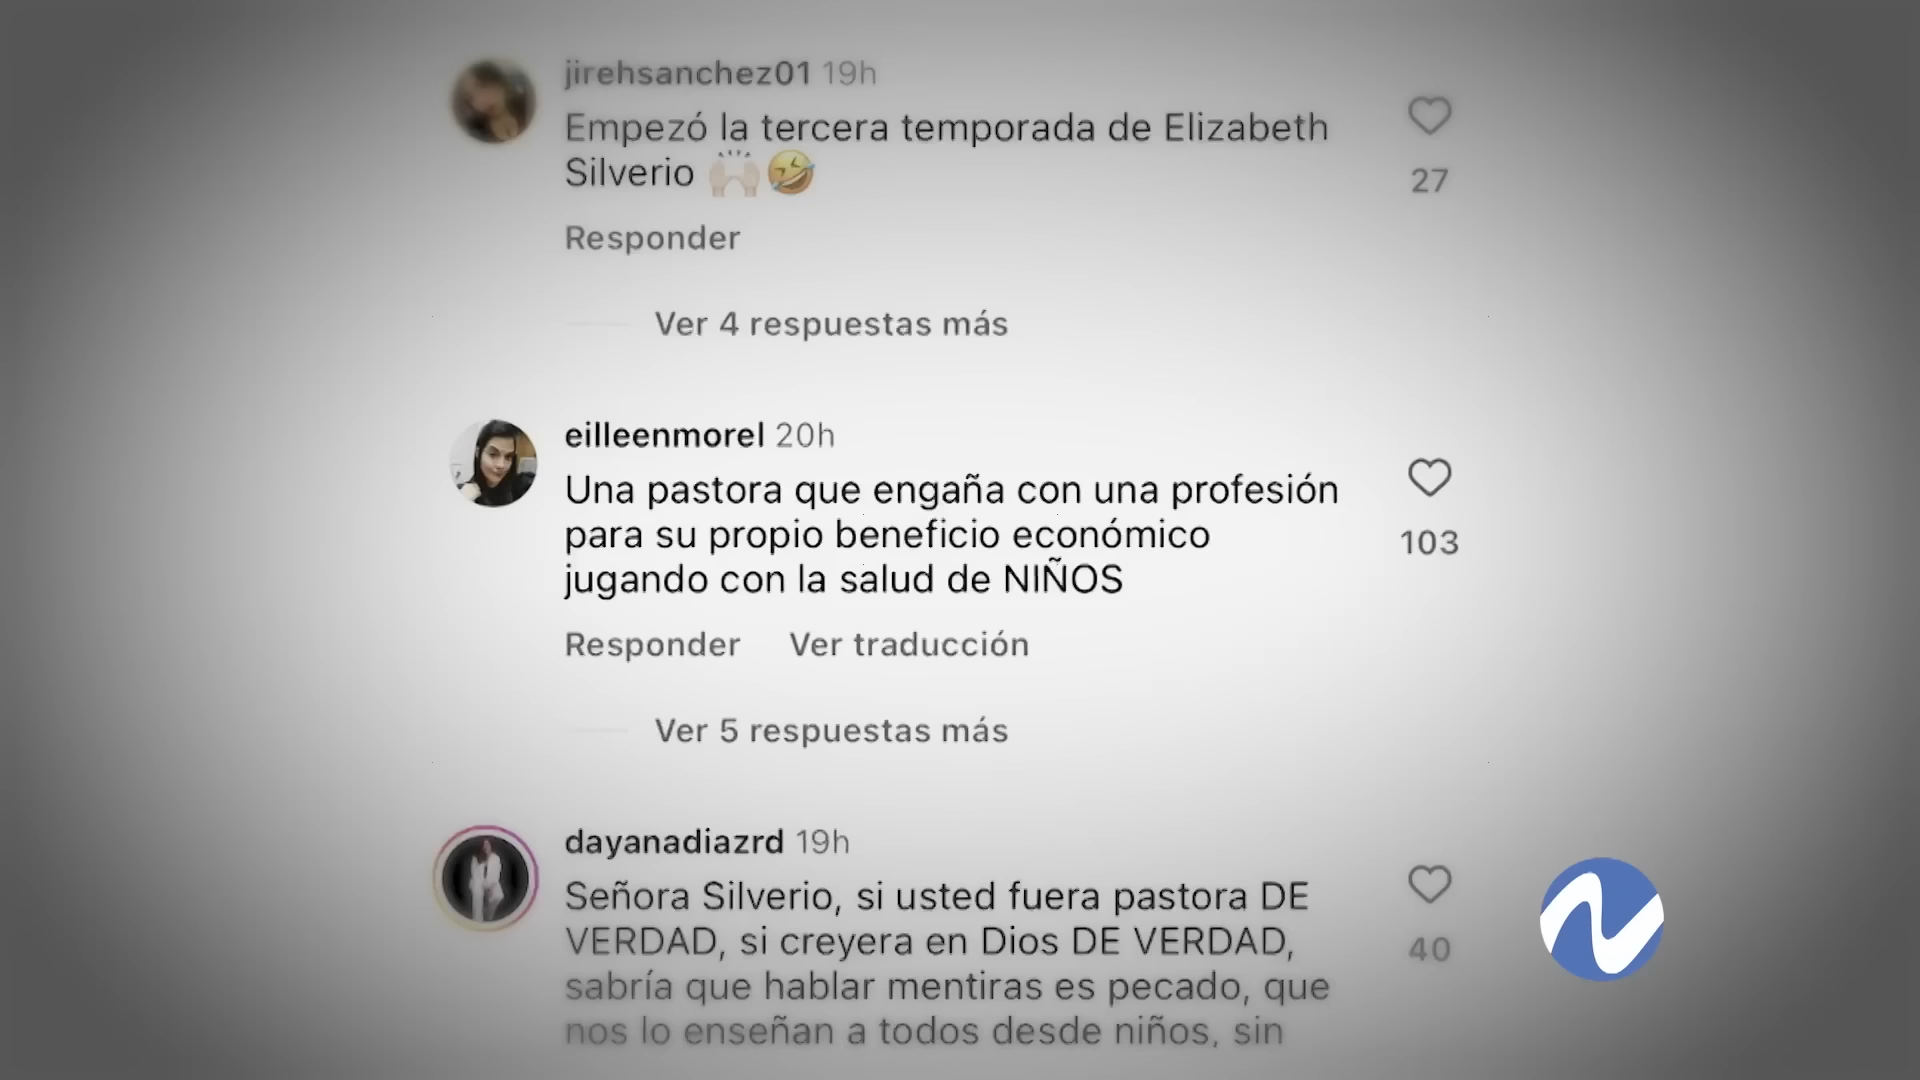 jirehsanchez01 19h
Empezó la tercera temporada de Elizabeth
Silverio 🙌🏻🤣
27
Responder
Ver 4 respuestas más
eilleenmorel 20h
Una pastora que engaña con una profesión
para su propio beneficio económico
jugando con la salud de NIÑOS
103
Responder Ver traducción
Ver 5 respuestas más
dayanadiazrd 19h
Señora Silverio, si usted fuera pastora DE
VERDAD, si creyera en Dios DE VERDAD,
sabría que hablar mentiras es pecado, que
nos lo enseñan a todos desde niños, sin
40